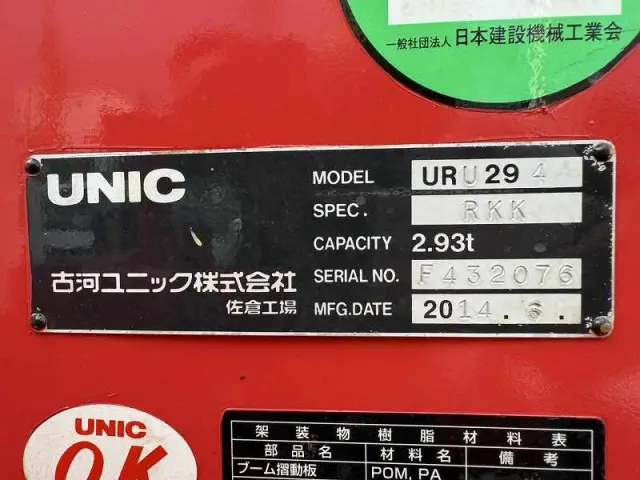 一般社団法人 日本建設機械工業会
UNIC
MODEL URU294
SPEC. RKK
CAPACITY 2.93t
古河ユニック株式会社
佐倉工場
SERIAL NO. F432076
MFG.DATE 2014.6.
UNIC
OK
架装物樹脂材料表
部品名 材料名 備考
ブーム摺動板 POM, PA